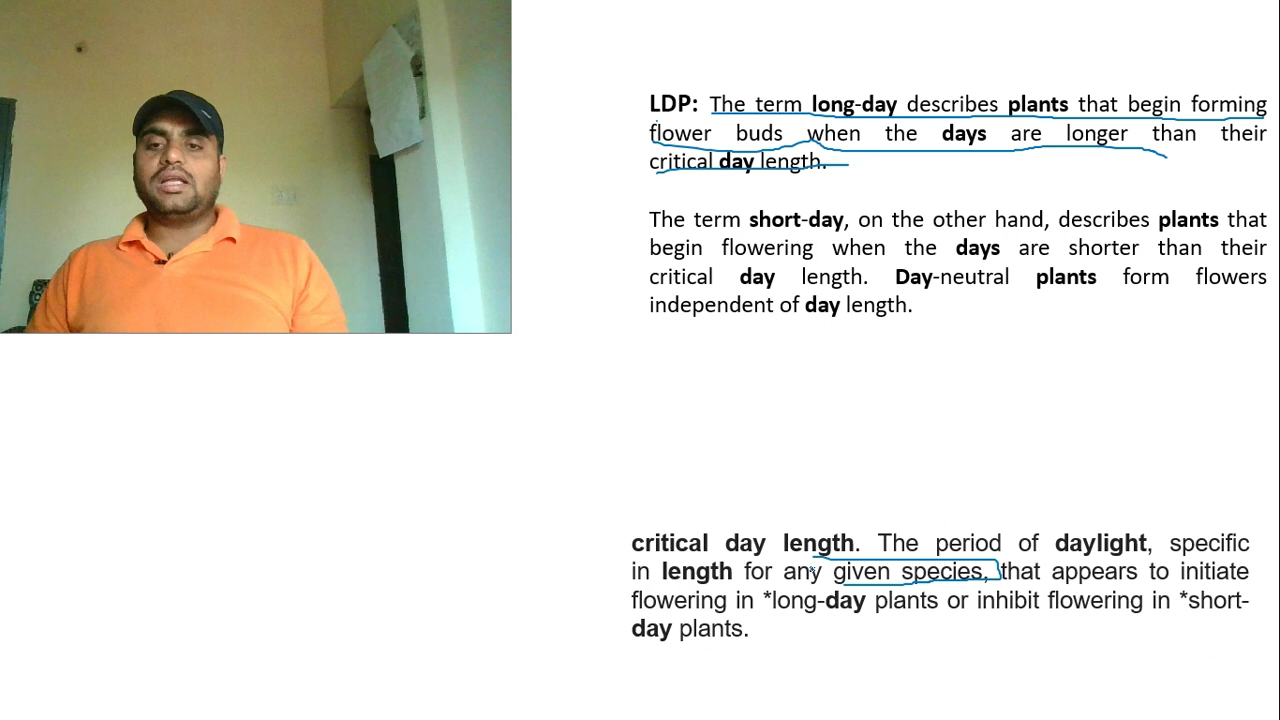 LDP: The term long-day describes plants that begin forming
flower buds when the days are longer than their
critical day length.
The term short-day, on the other hand, describes plants that
begin flowering when the days are shorter than their
critical day length. Day-neutral plants form flowers
independent of day length.
critical day length. The period of daylight, specific
in length for any given species, that appears to initiate
flowering in *long-day plants or inhibit flowering in *short-
day plants.